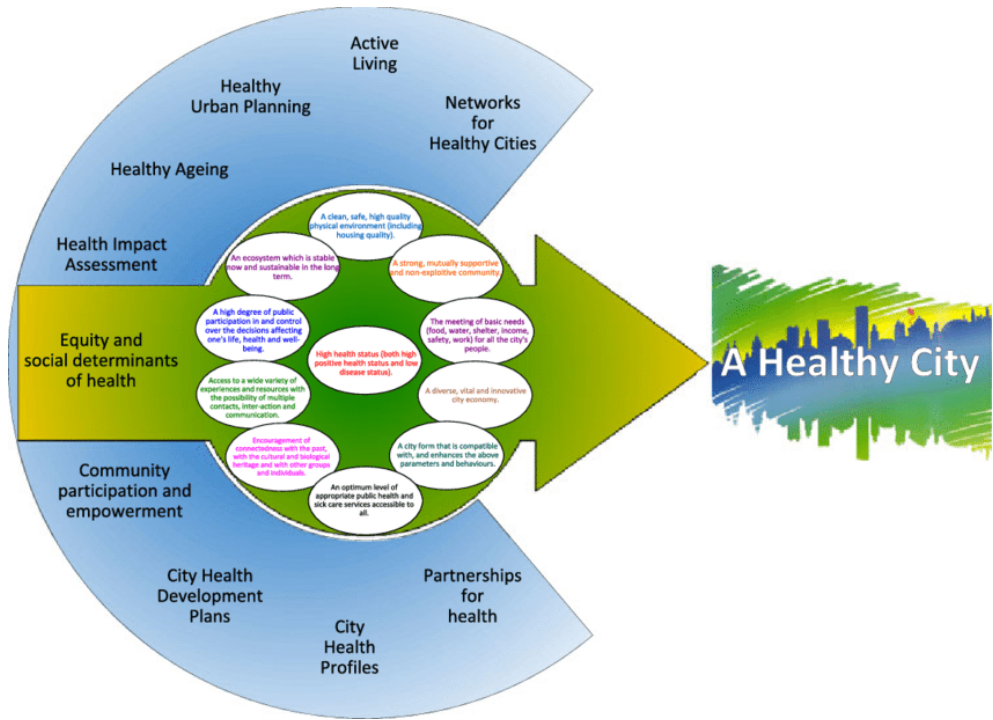 Active
Living
Healthy
Urban Planning
Networks
for
Healthy Cities
Healthy Ageing
Health Impact
Assessment
Equity and
social determinants
of health
Community
participation and
empowerment
City Health
Development
Plans
City
Health
Profiles
Partnerships
for
health
A clean, safe, high quality
physical environment (including
housing quality).
An ecosystem which is stable
now and sustainable in the long
term.
A strong, mutually supportive
and non-exploitive community.
A high degree of public
participation in and control
over the decisions affecting
one's life, health and well-
being.
The meeting of basic needs
(food, water, shelter, income,
safety, work) for all the city's
people.
High health status (both high
positive health status and low
disease status).
Access to a wide variety of
experiences and resources with
the possibility of multiple
contacts, inter-action and
communication.
A diverse, vital and innovative
city economy.
Encouragement of
connectedness with the past,
with the cultural and biological
heritage and with other groups
and individuals.
A city form that is compatible
with, and enhances the above
parameters and behaviours.
An optimum level of
appropriate public health and
sick care services accessible to
all.
A Healthy City